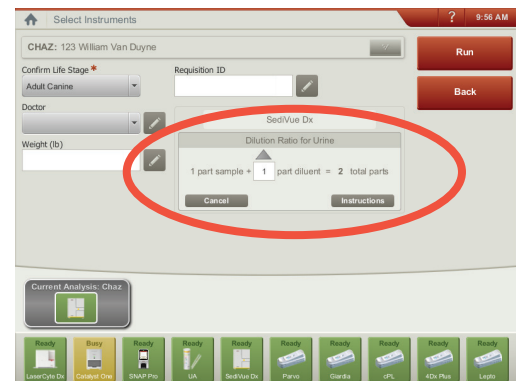 Select Instruments
? 9:56 AM
CHAZ: 123 William Van Duyne
Run
Confirm Life Stage *
Requisition ID
Adult Canine
Back
Doctor
SediVue Dx
Dilution Ratio for Urine
Weight (lb)
1 part sample + 1 part diluent = 2 total parts
Cancel
Instructions
Current Analysis: Chaz
Ready Busy Ready Ready Ready Ready Ready Ready Ready Ready
LaserCyte Dx Catalyst One SNAP Pro UA SediVue Dx Parvo Giardia cPL 4Dx Plus Lepto